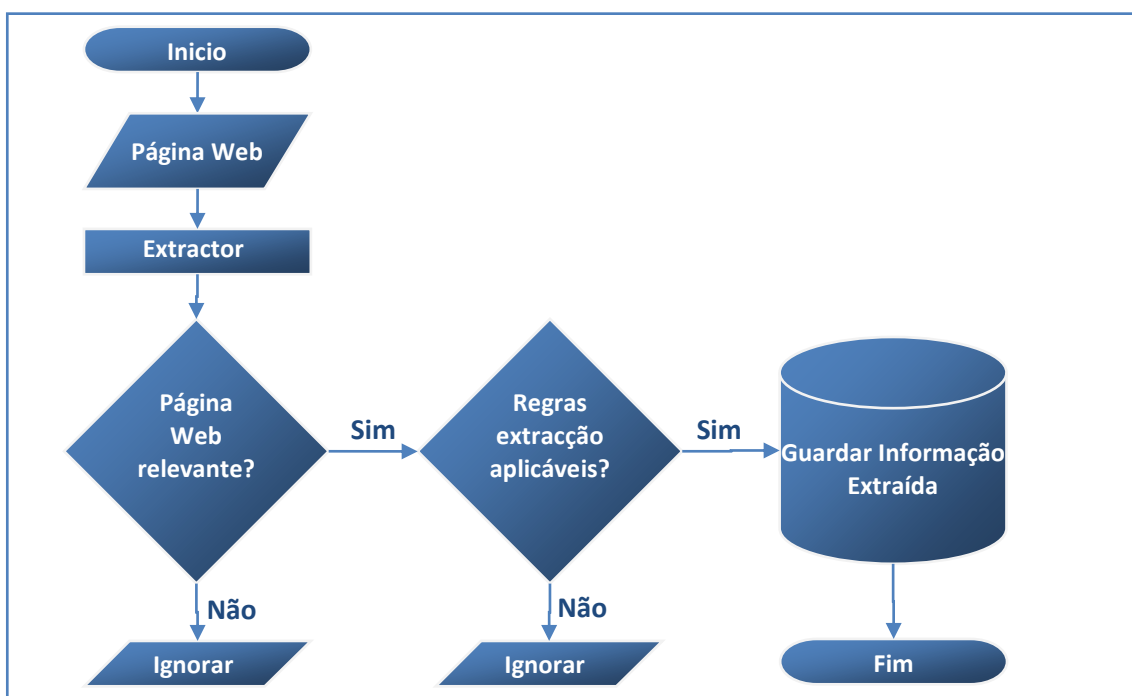 Inicio
Página Web
Extractor
Página
Web
relevante?
Sim
Regras
extracção
aplicáveis?
Sim
Guardar Informação
Extraída
Não
Não
Ignorar
Ignorar
Fim